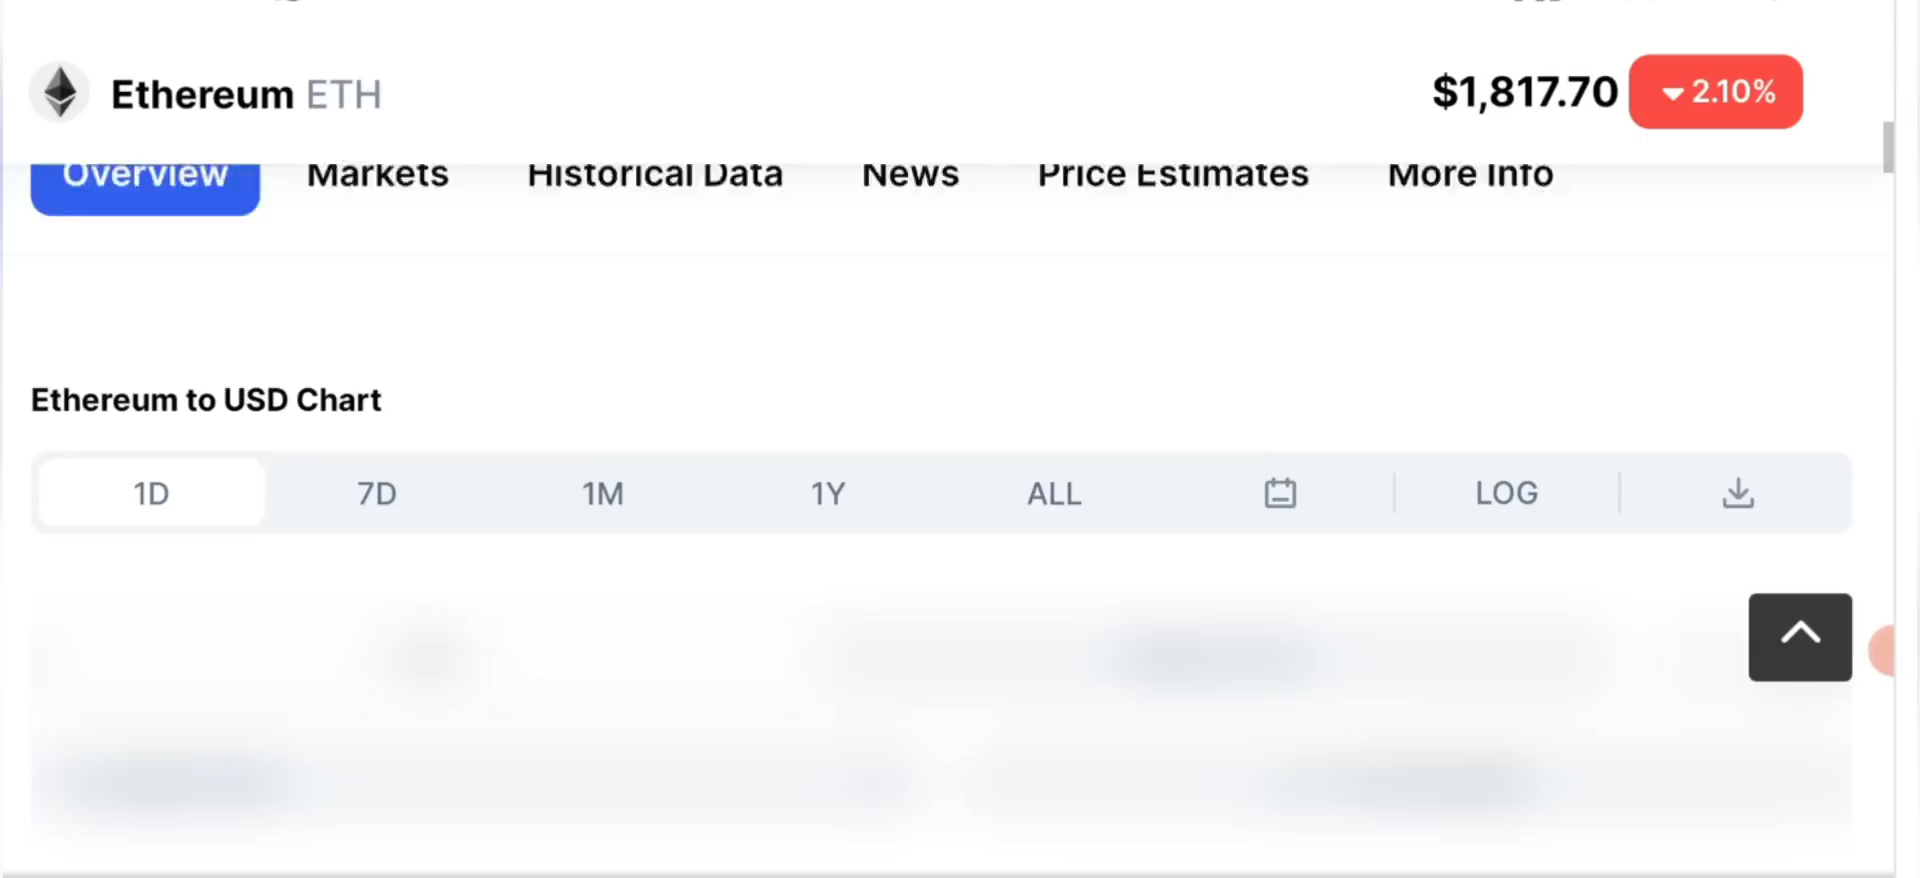 Ethereum ETH
$1,817.70 2.10%
Overview Markets Historical Data News Price Estimates More Info
Ethereum to USD Chart
1D 7D 1M 1Y ALL LOG